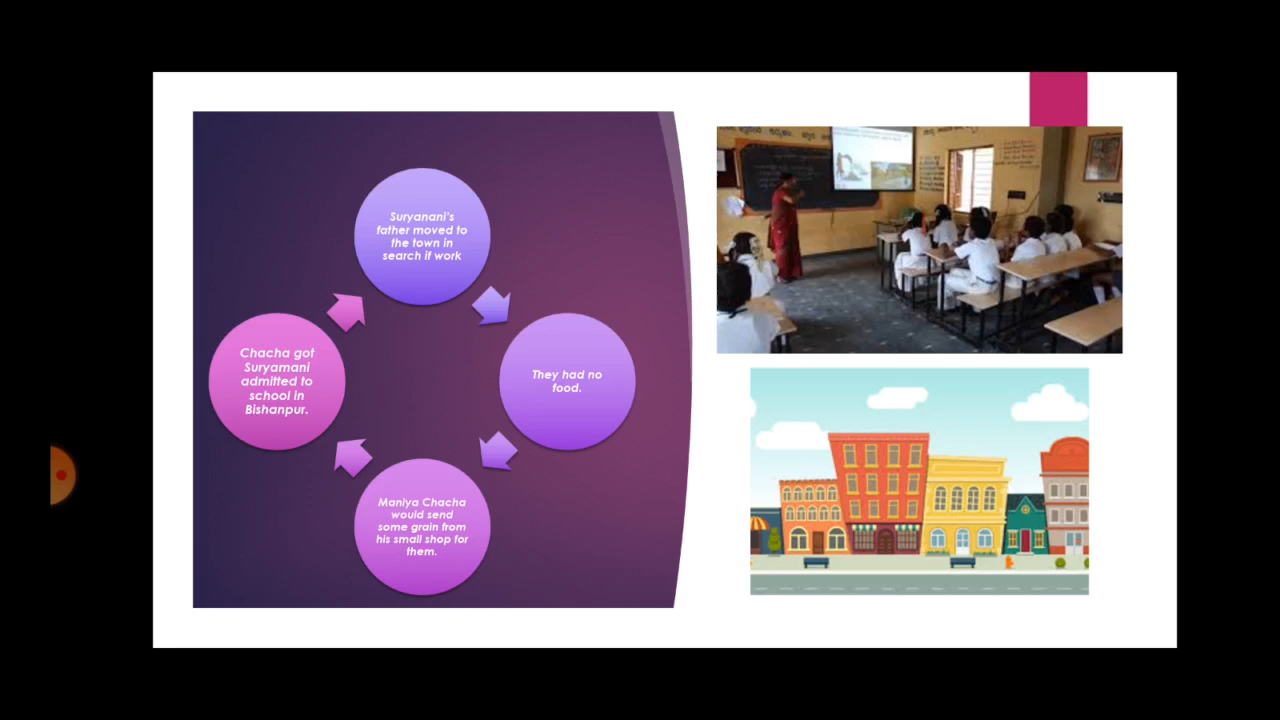 Suryanani's
father moved to
the town in
search if work
They had no
food.
Maniya Chacha
would send
some grain from
his small shop for
them.
Chacha got
Suryamani
admitted to
school in
Bishanpur.